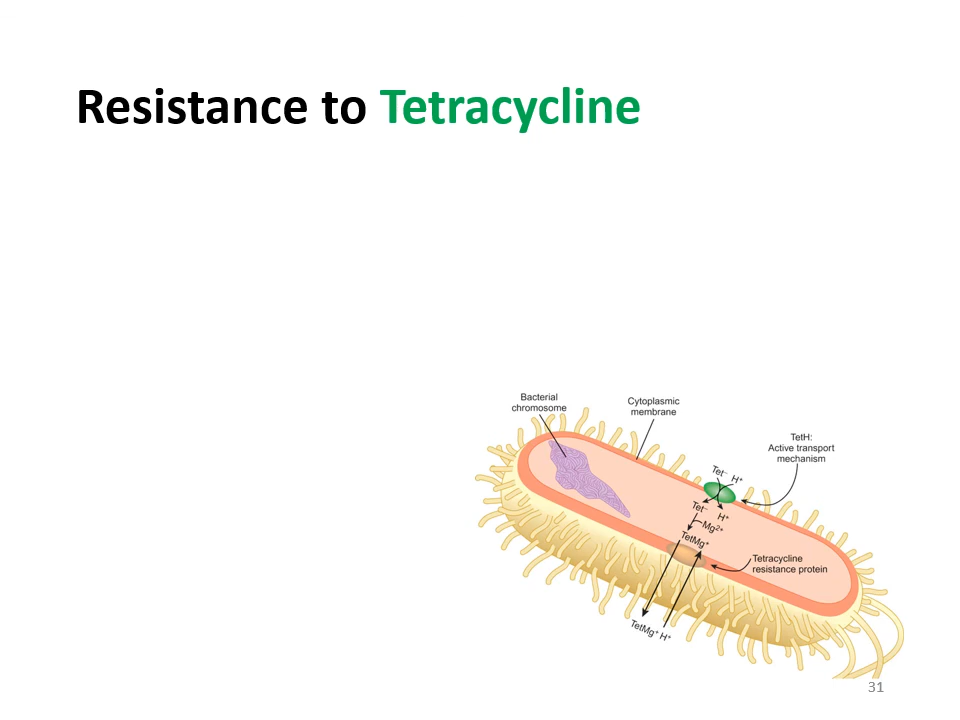 Resistance to Tetracycline
Bacterial
chromosome
Cytoplasmic
membrane
TetH:
Active transport
mechanism
Tet⁻ H⁺
Tet⁻
H⁺
Mg²⁺
TetMg⁺
Tetracycline
resistance protein
TetMg⁺ H⁺
31